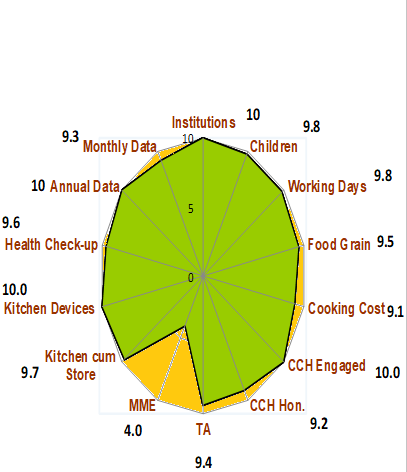 10
9.8
Institutions
9.3
10
Monthly Data
Children
9.8
10
Annual Data
Working Days
5
9.6
Health Check-up
Food Grain
9.5
10.0
0
Kitchen Devices
Cooking Cost
9.1
Kitchen cum
Store
9.7
CCH Engaged
10.0
MME
4.0
TA
9.4
CCH Hon.
9.2